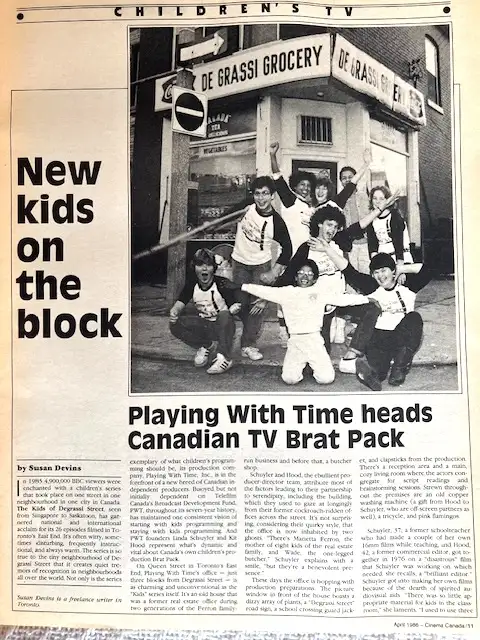 CHILDREN'S TV
DE GRASSI GROCERY
DE GRASSI GROCERY
TEA
VEGETABLES
New
kids
on
the
block
Playing With Time heads
Canadian TV Brat Pack
by Susan Devins
In 1985 4,900,000 BBC viewers were
enchanted with a children's series
that took place on one street in one
neighbourhood in one city in Canada.
The Kids of Degrassi Street, seen
from Singapore to Saskatoon, has gar-
nered national and international
acclaim for its 26 episodes filmed in To-
ronto's East End. It's often witty, some-
times disturbing, frequently instruc-
tional, and always warm. The series is so
true to the tiny neighbourhood of De-
grassi Street that it creates quiet tre-
mors of recognition in neighbourhoods
all over the world. Not only is the series
Susan Devins is a freelance writer in
Toronto.
exemplary of what children's program-
ming should be, its production com-
pany, Playing With Time, Inc., is in the
forefront of a new breed of Canadian in-
dependent producers. Buoyed but not
initially dependent on Telefilm
Canada's Broadcast Development Fund,
PWT, throughout its seven-year history,
has maintained one consistent vision of
starting with kids programming and
staying with kids programming. And
PWT founders Linda Schuyler and Kit
Hood represent what's dynamic and
vital about Canada's own children's pro-
duction Brat Pack.
On Queen Street in Toronto's East
End, Playing With Time's office — just
three blocks from Degrassi Street — is
as charming and unconventional as the
"Kids" series itself. It's an old house that
was a former real estate office during
two generations of the Fenton family
run business and before that, a butcher
shop.
Schuyler and Hood, the ebullient pro-
ducer-director team, attribute most of
the factors leading to their partnership
to serendipity, including the building,
which they used to gaze at longingly
from their former cockroach-ridden of-
fices across the street. It's not surpris-
ing, considering their quirky style, that
the office is now inhabited by two
ghosts. "There's Manetta Fenton, the
mother of eight kids of the real estate
family, and Wade, the one-legged
butcher," Schuyler explains with a
smile, "but they're a benevolent pre-
sence."
These days the office is hopping with
production preparations. The picture
window in front of the house boasts a
dizzy array of plants, a "Degrassi Street"
road sign, a school crossing guard jack-
et, and clapsticks from the production.
There's a reception area and a main,
cozy living room where the actors con-
gregate for script readings and
brainstorming sessions. Strewn through-
out the premises are an old copper
washing machine (a gift from Hood to
Schuyler, who are off-screen partners as
well), a tricycle, and pink flamingos.
Schuyler, 37, a former schoolteacher
who had made a couple of her own
16mm films while teaching, and Hood,
42, a former commercial editor, got to-
gether in 1976 on a "disastrous" film
that Schuyler was working on which
needed, she recalls, a "brilliant editor."
Schuyler got into making her own films
because of the dearth of spirited au-
diovisual aids. "There was so little ap-
propriate material for kids in the class-
room," she laments. "I used to use three
April 1986 - Cinema Canada/11